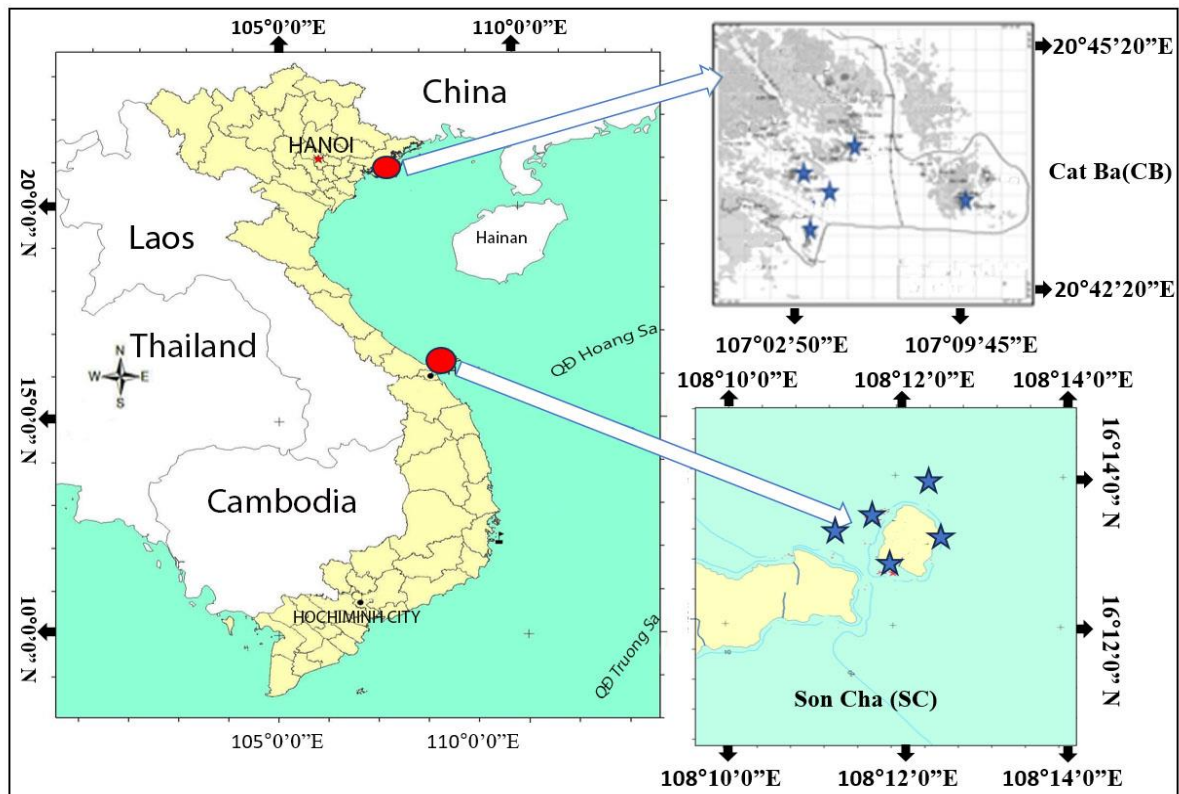 105°0'0"E
110°0'0"E
China
HANOI
20°0'0" N
Laos
Hainan
Thailand
QĐ Hoang Sa
N
W
E
S
15°0'0" N
Cambodia
HOCHIMINH CITY
10°0'0" N
QĐ Truong Sa
105°0'0"E
110°0'0"E
20°45'20"E
Cat Ba(CB)
20°42'20"E
107°02'50"E
107°09'45"E
108°10'0"E
108°12'0"E
108°14'0"E
16°14'0" N
16°12'0" N
Son Cha (SC)
108°10'0"E
108°12'0"E
108°14'0"E